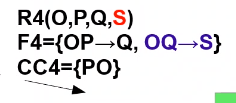 R4(O,P,Q,S)
F4={OP→Q, OQ→S}
CC4={PO}